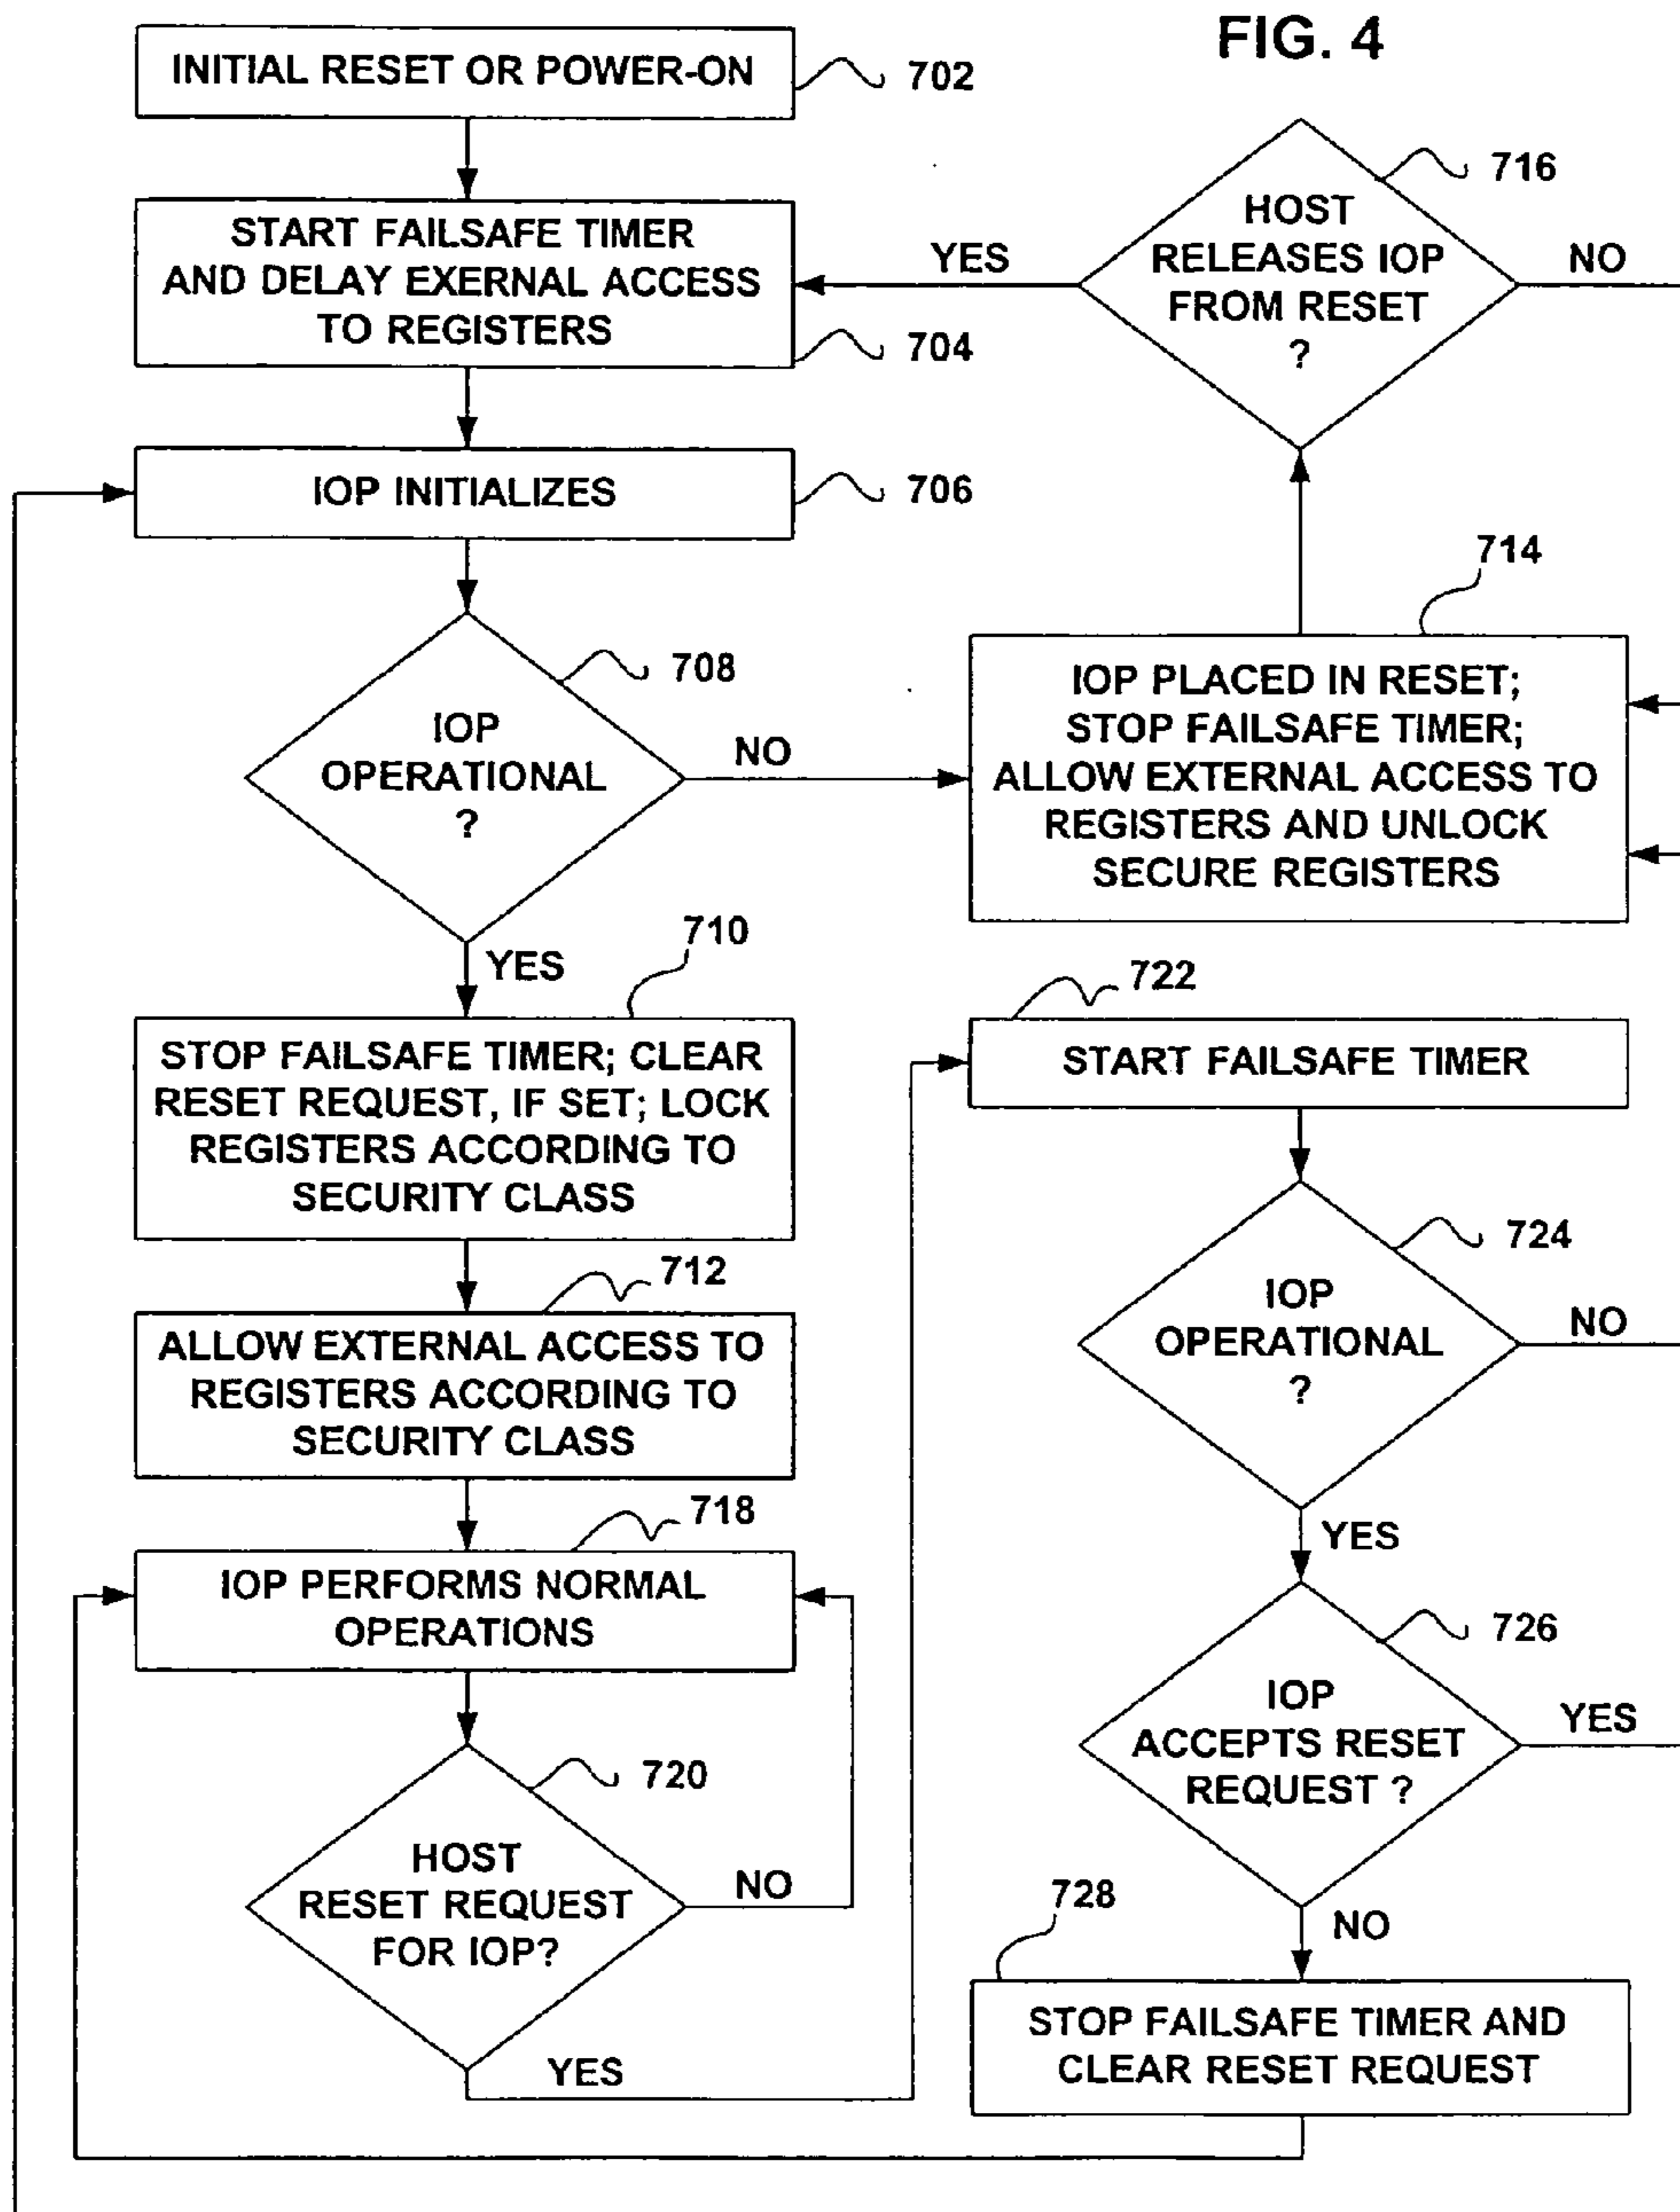 FIG. 4
INITIAL RESET OR POWER-ON
702
START FAILSAFE TIMER
AND DELAY EXERNAL ACCESS
TO REGISTERS
704
IOP INITIALIZES
706
708
IOP
OPERATIONAL
?
NO
YES
710
STOP FAILSAFE TIMER; CLEAR
RESET REQUEST, IF SET; LOCK
REGISTERS ACCORDING TO
SECURITY CLASS
712
ALLOW EXTERNAL ACCESS TO
REGISTERS ACCORDING TO
SECURITY CLASS
718
IOP PERFORMS NORMAL
OPERATIONS
720
HOST
RESET REQUEST
FOR IOP?
NO
YES
716
HOST
RELEASES IOP
FROM RESET
?
YES
NO
714
IOP PLACED IN RESET;
STOP FAILSAFE TIMER;
ALLOW EXTERNAL ACCESS TO
REGISTERS AND UNLOCK
SECURE REGISTERS
722
START FAILSAFE TIMER
724
IOP
OPERATIONAL
?
NO
YES
726
IOP
ACCEPTS RESET
REQUEST ?
YES
NO
728
STOP FAILSAFE TIMER AND
CLEAR RESET REQUEST